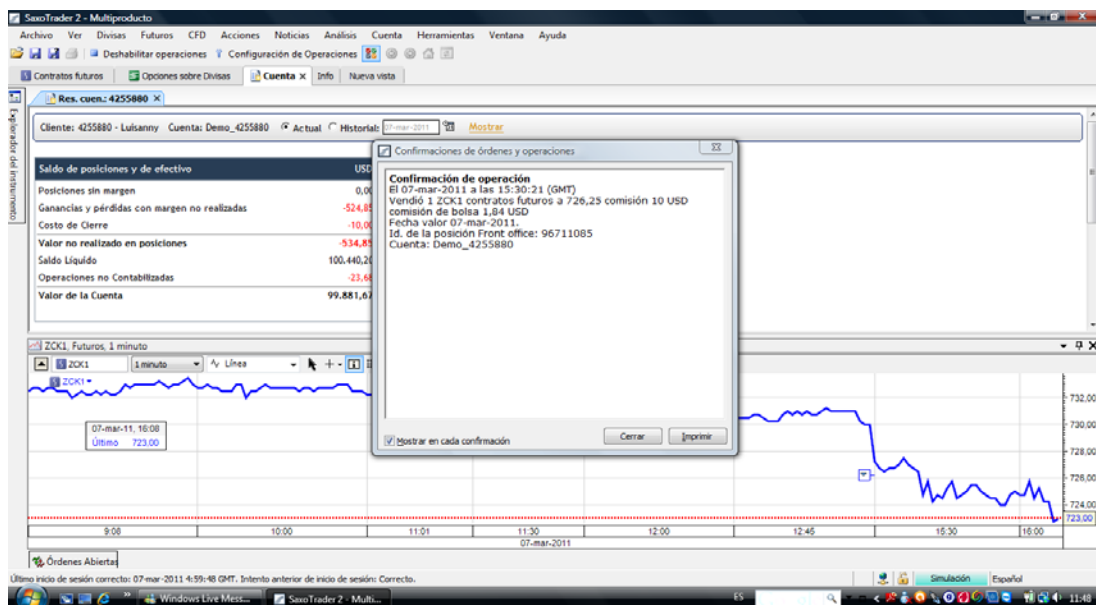 SaxoTrader 2 - Multiproducto
Archivo Ver Divisas Futuros CFD Acciones Noticias Análisis Cuenta Herramientas Ventana Ayuda
Deshabilitar operaciones Configuración de Operaciones
Contratos futuros Opciones sobre Divisas Cuenta x Info Nueva vista
Explorador del instrumento
Res. cuen.: 4255880 X
Cliente: 4255880 - Luisanny Cuenta: Demo_4255880 Actual Historial: 07-mar-2011 Mostrar
Saldo de posiciones y de efectivo USD
Posiciones sin margen 0,00
Ganancias y pérdidas con margen no realizadas -524,85
Costo de Cierre -10,00
Valor no realizado en posiciones -534,85
Saldo Líquido 100.440,20
Operaciones no Contabilizadas -23,68
Valor de la Cuenta 99.881,67
Confirmaciones de órdenes y operaciones
Confirmación de operación
El 07-mar-2011 a las 15:30:21 (GMT)
Vendió 1 ZCK1 contratos futuros a 726,25 comisión 10 USD
comisión de bolsa 1,84 USD
Fecha valor 07-mar-2011.
Id. de la posición Front office: 96711085
Cuenta: Demo_4255880
Mostrar en cada confirmación Cerrar Imprimir
ZCK1, Futuros, 1 minuto
ZCK1 1 minuto Línea
ZCK1
07-mar-11, 16:08
Último 723,00
732,00
730,00
728,00
726,00
724,00
723,00
9:08 10:00 11:01 11:30 12:00 12:45 15:30 16:00
07-mar-2011
Órdenes Abiertas
Último inicio de sesión correcto: 07-mar-2011 4:59:48 GMT. Intento anterior de inicio de sesión: Correcto.
Simulación Español
Windows Live Mess... SaxoTrader 2 - Multi... ES 11:48